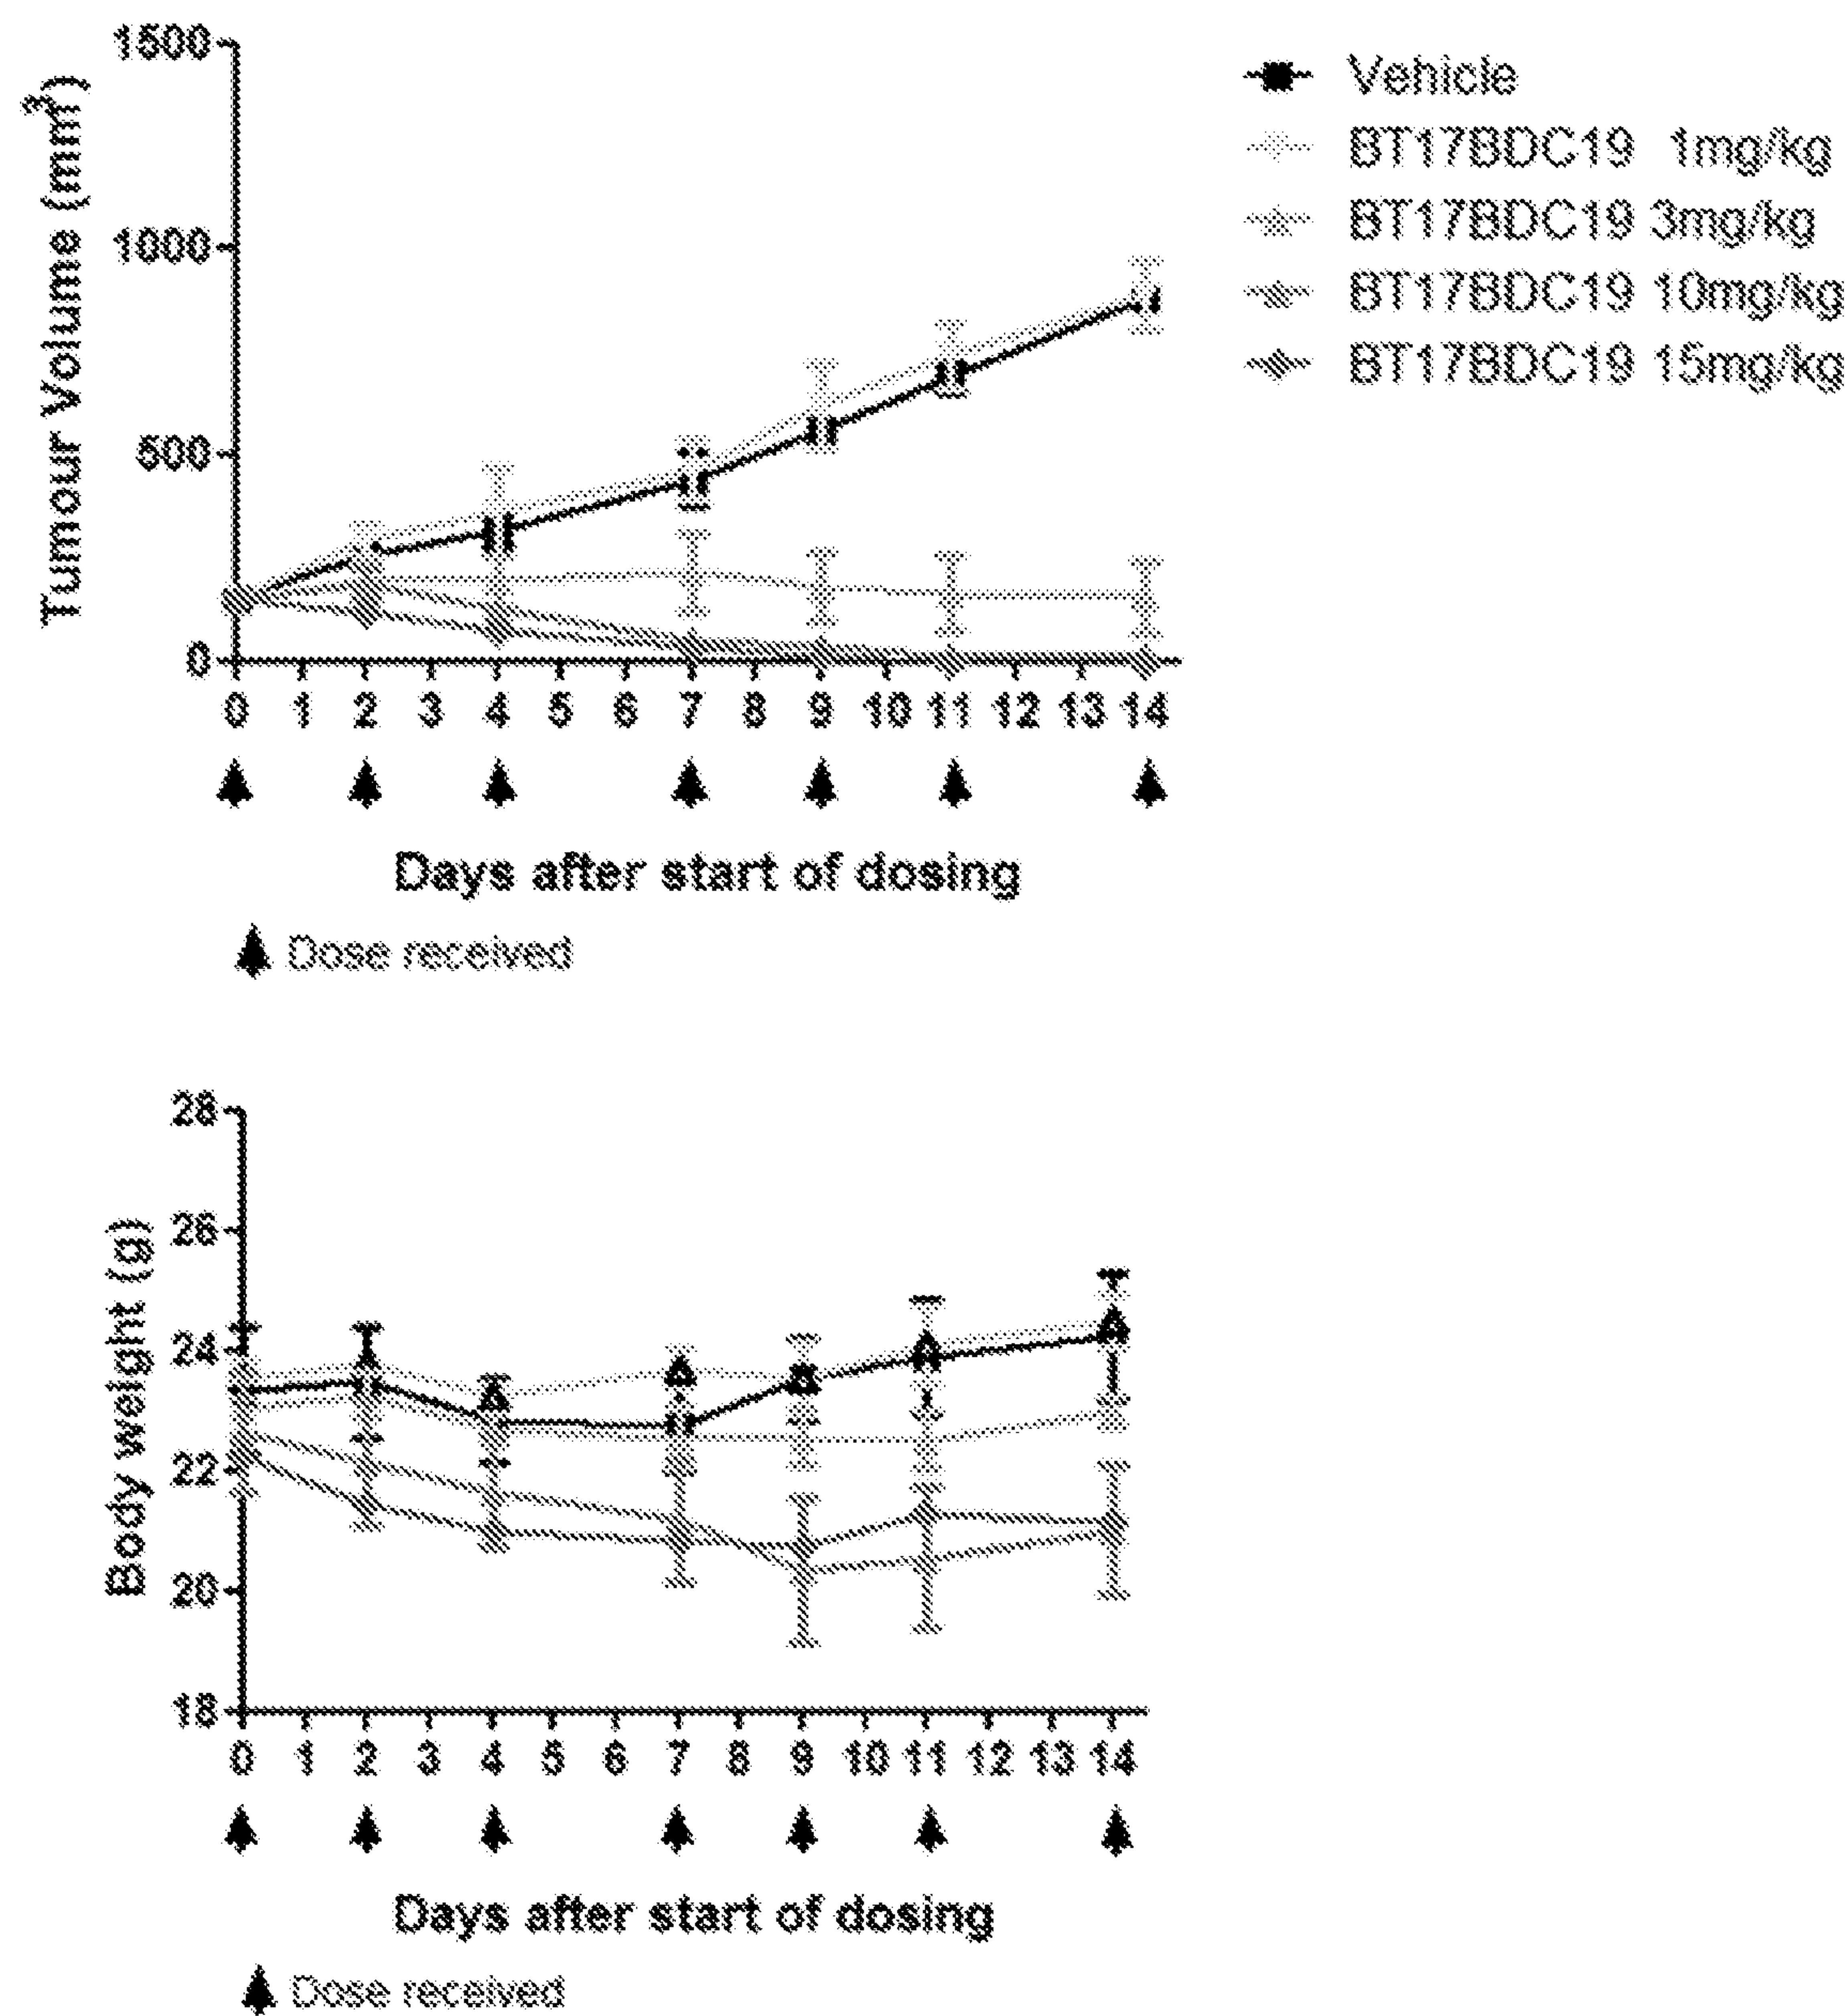 Tumour Volume (mm3)
1500
1000
500
0
0 1 2 3 4 5 6 7 8 9 10 11 12 13 14
Days after start of dosing
Dose received
Vehicle
BT17BDC19 1mg/kg
BT17BDC19 3mg/kg
BT17BDC19 10mg/kg
BT17BDC19 15mg/kg
Body weight (g)
28
26
24
22
20
18
0 1 2 3 4 5 6 7 8 9 10 11 12 13 14
Days after start of dosing
Dose received